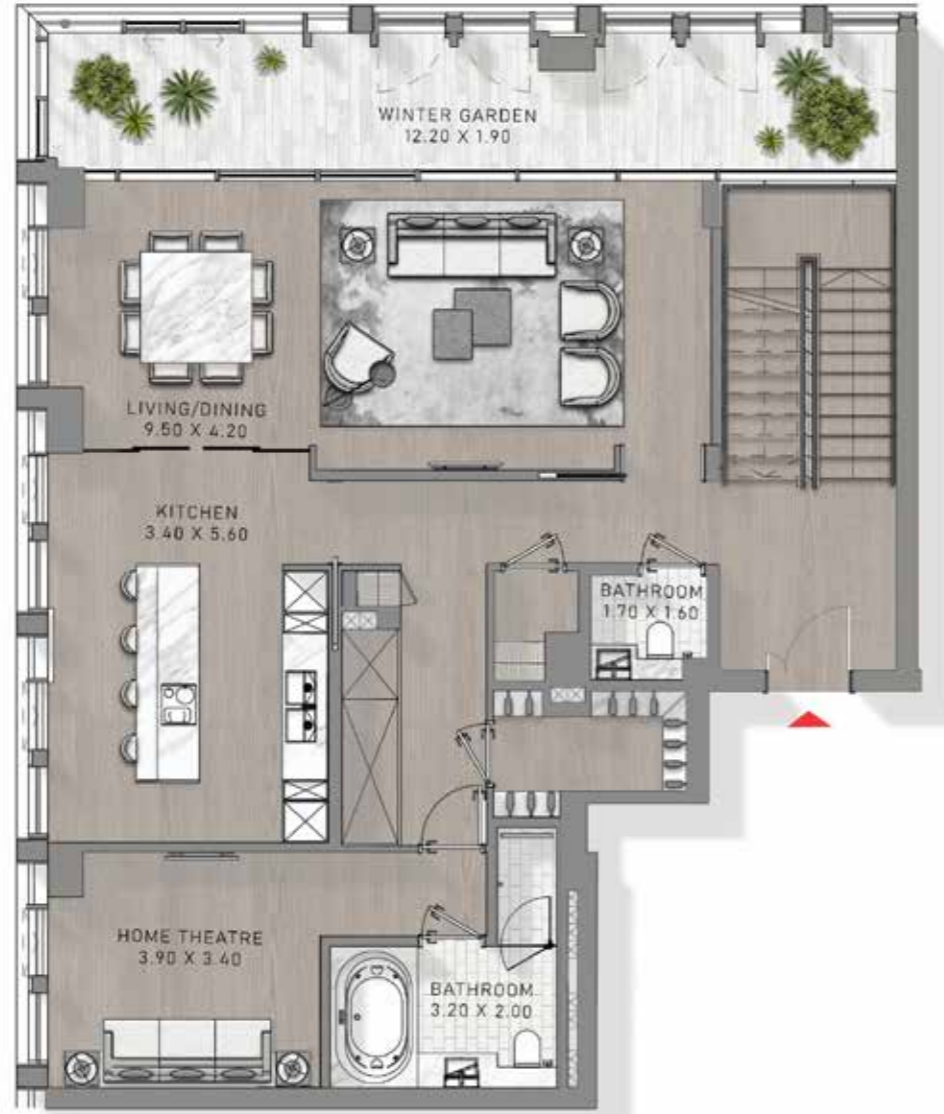 WINTER GARDEN
12.20 X 1.90
LIVING/DINING
9.50 X 4.20
KITCHEN
3.40 X 5.60
BATHROOM
1.70 X 1.60
HOME THEATRE
3.90 X 3.40
BATHROOM
3.20 X 2.00